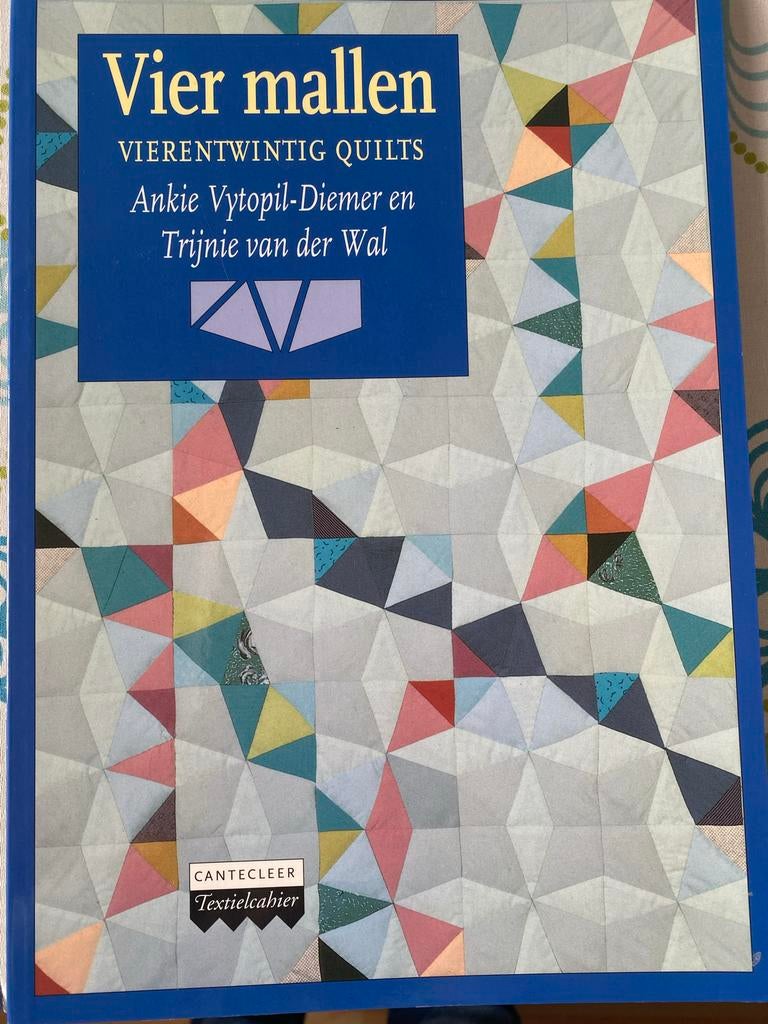 Vier mallen
VIERENTWINTIG QUILTS
Ankie Vytopil-Diemer en
Trijnie van der Wal
CANTECLEER
Textielcahier